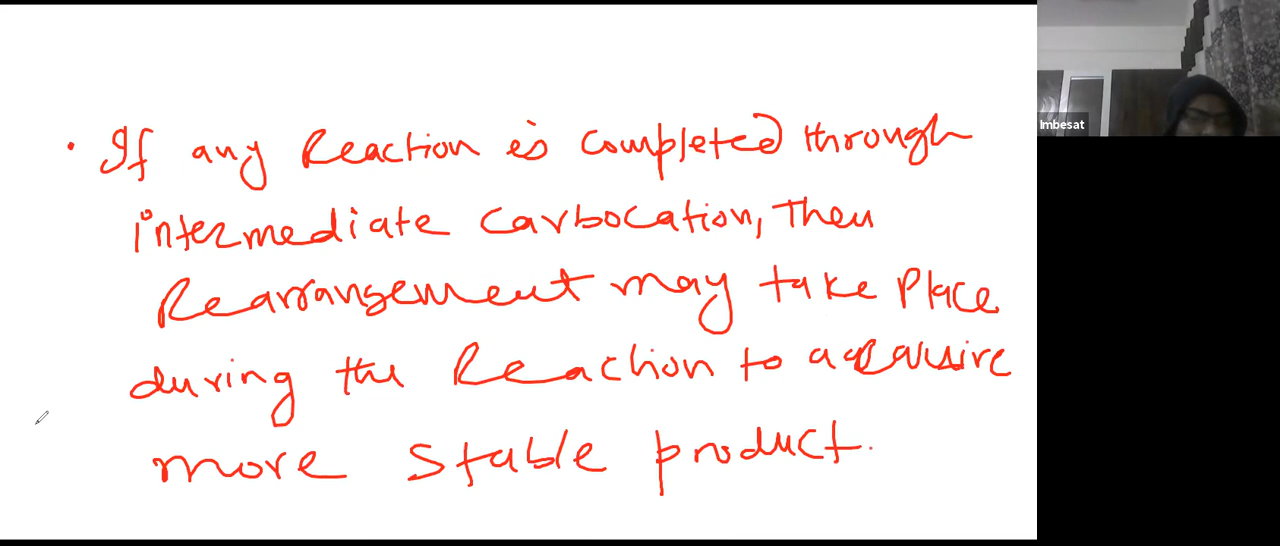 • If any Reaction is completed through
intermediate carbocation, Then
Rearrangement may take Place
during the Reaction to
more stable product.
Imbesat